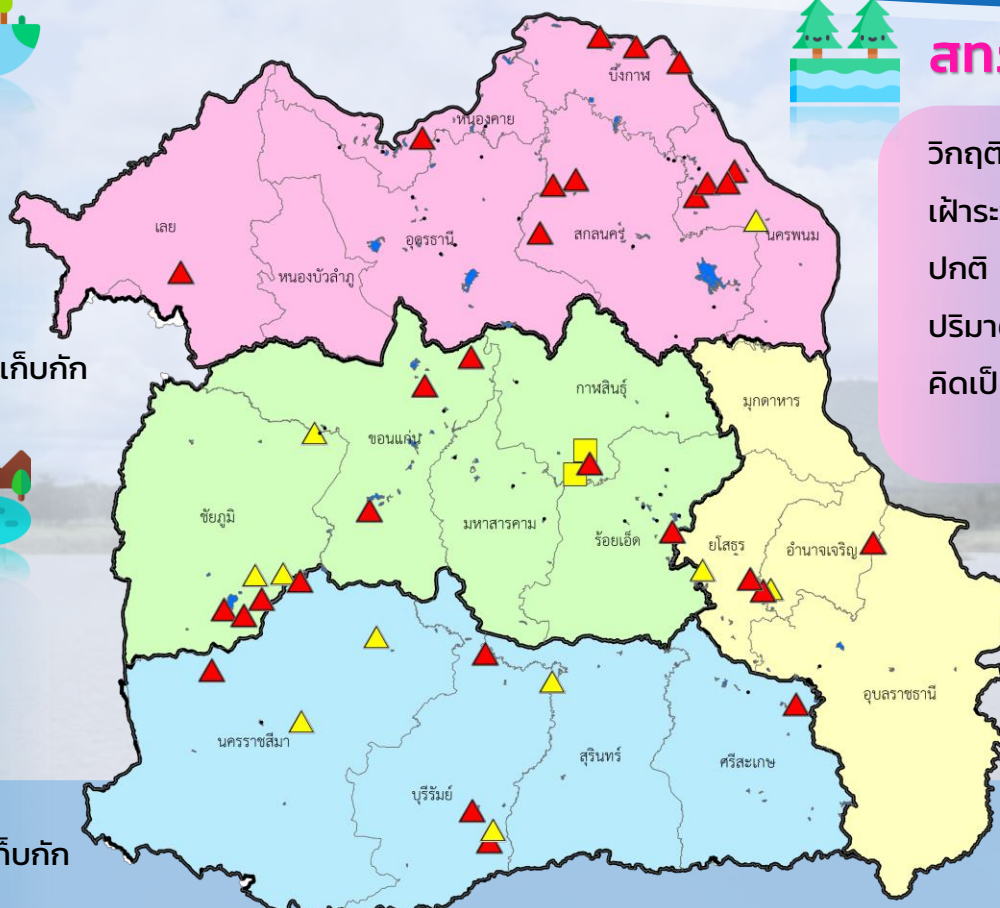 สท
วิกฤติ
เฝ้าระ
ปกติ
ปริมา
คิดเป็
เก็บกัก
ก็บกัก
บึงกาฬ
หนองคาย
เลย
อุดรธานี
สกลนคร
นครพนม
หนองบัวลำภู
กาฬสินธุ์
มุกดาหาร
ขอนแก่น
ชัยภูมิ
มหาสารคาม
ร้อยเอ็ด
ยโสธร
อำนาจเจริญ
อุบลราชธานี
นครราชสีมา
สุรินทร์
ศรีสะเกษ
บุรีรัมย์